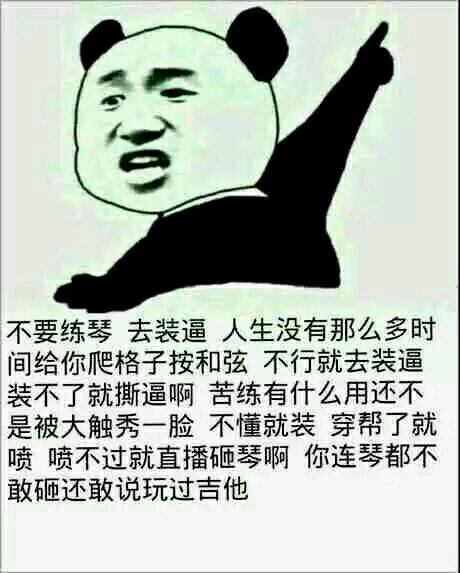 不要练琴 去装逼 人生没有那么多时
间给你爬格子按和弦 不行就去装逼
装不了就撕逼啊 苦练有什么用还不
是被大触秀一脸 不懂就装 穿帮了就
喷 喷不过就直播砸琴啊 你连琴都不
敢砸还敢说玩过吉他